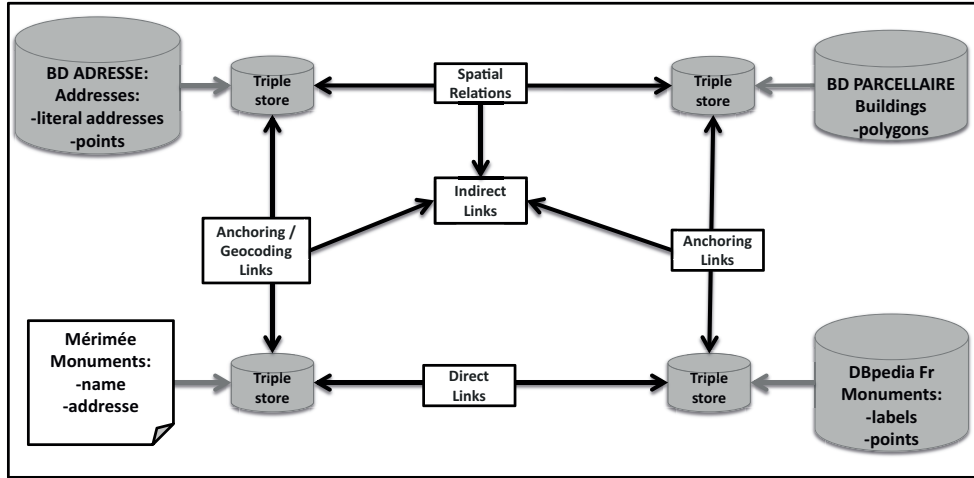 BD ADRESSE:
Addresses:
-literal addresses
-points
Triple
store
Spatial
Relations
Triple
store
BD PARCELLAIRE
Buildings
-polygons
Indirect
Links
Anchoring /
Geocoding
Links
Anchoring
Links
Mérimée
Monuments:
-name
-addresse
Triple
store
Direct
Links
Triple
store
DBpedia Fr
Monuments:
-labels
-points